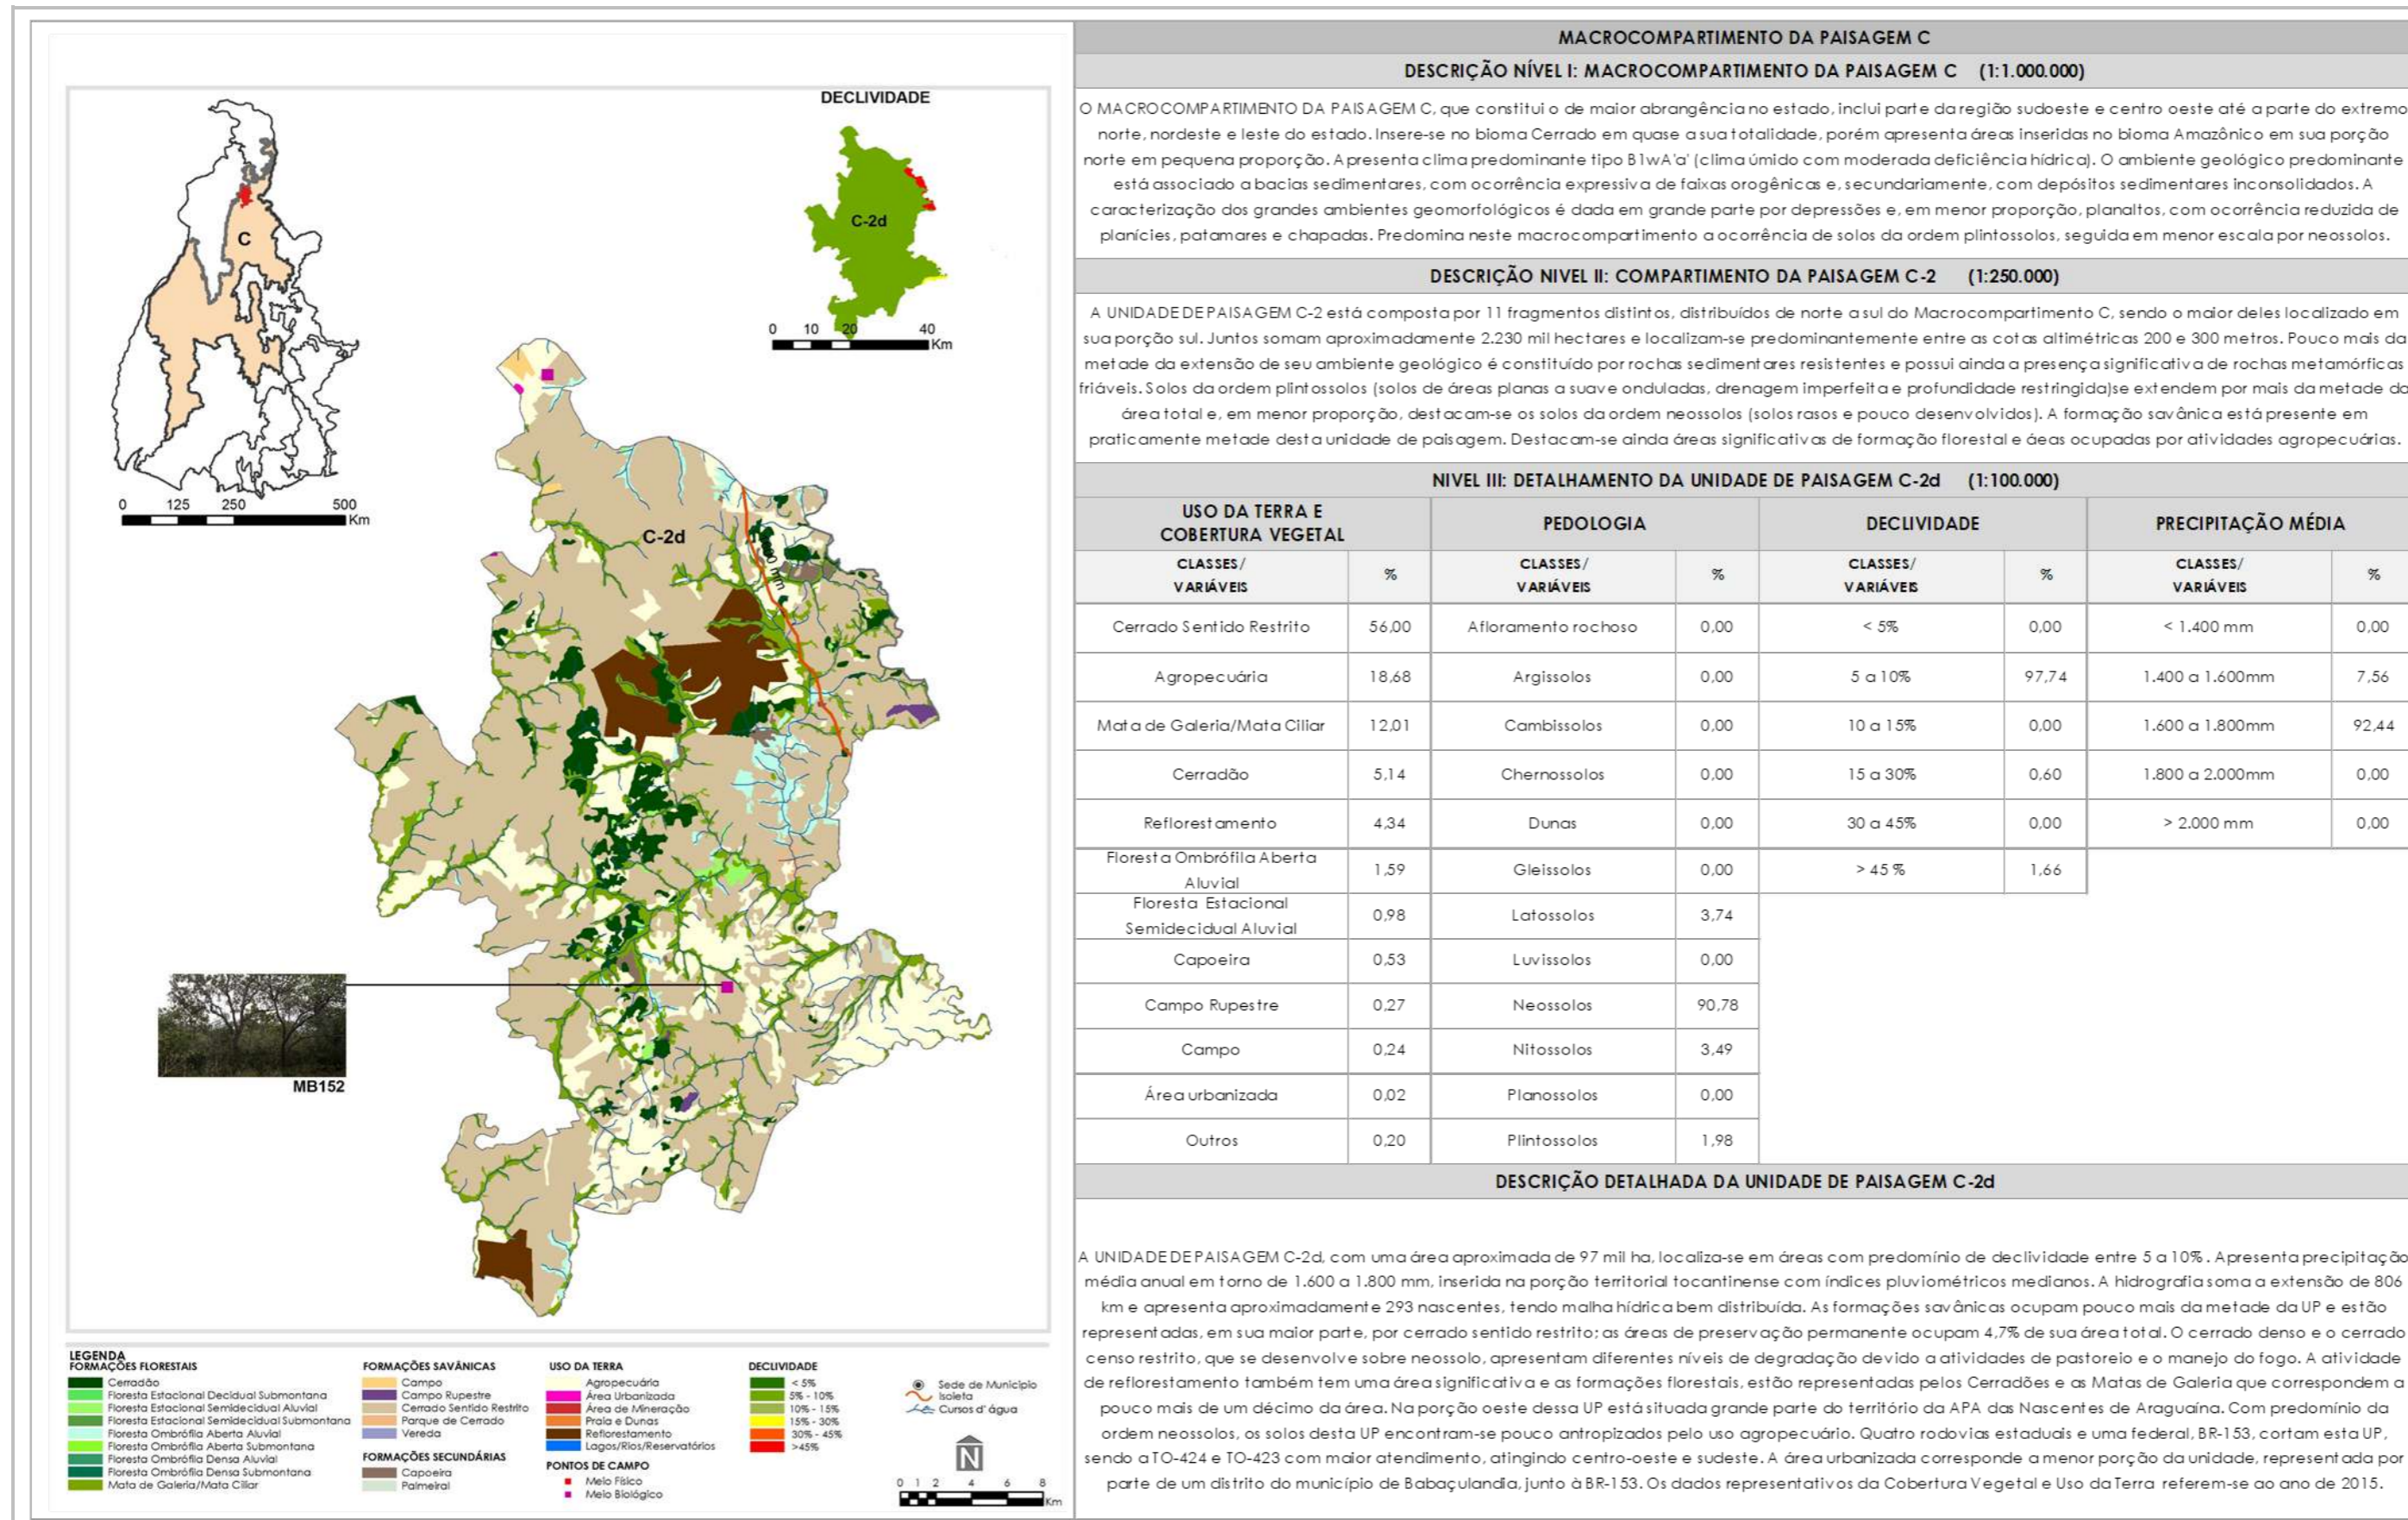 DECLIVIDADE
C-2d
0 10 20 40
Km
C
0 125 250 500
Km
C-2d
MB152
LEGENDA
FORMAÇÕES FLORESTAIS
Cerradão
Floresta Estacional Decidual Submontana
Floresta Estacional Semidecidual Aluvial
Floresta Estacional Semidecidual Submontana
Floresta Ombrófila Aberta Aluvial
Floresta Ombrófila Aberta Submontana
Floresta Ombrófila Densa Aluvial
Floresta Ombrófila Densa Submontana
Mata de Galeria/Mata Ciliar
FORMAÇÕES SAVÂNICAS
Campo
Campo Rupestre
Cerrado Sentido Restrito
Parque de Cerrado
Vereda
FORMAÇÕES SECUNDÁRIAS
Capoeira
Palmeiral
USO DA TERRA
Agropecuária
Área Urbanizada
Área de Mineração
Praia e Dunas
Reflorestamento
Lagos/Rios/Reservatórios
PONTOS DE CAMPO
Meio Físico
Meio Biológico
DECLIVIDADE
< 5%
5% - 10%
10% - 15%
15% - 30%
30% - 45%
>45%
Sede de Município
Isoieta
Cursos d' água
N
0 1 2 4 6 8
Km
MACROCOMPARTIMENTO DA PAISAGEM C
DESCRIÇÃO NÍVEL I: MACROCOMPARTIMENTO DA PAISAGEM C (1:1.000.000)
O MACROCOMPARTIMENTO DA PAISAGEM C, que constitui o de maior abrangência no estado, inclui parte da região sudoeste e centro oeste até a parte do extremo
norte, nordeste e leste do estado. Insere-se no bioma Cerrado em quase a sua totalidade, porém apresenta áreas inseridas no bioma Amazônico em sua porção
norte em pequena proporção. Apresenta clima predominante tipo B1wA'a' (clima úmido com moderada deficiência hídrica). O ambiente geológico predominante
está associado a bacias sedimentares, com ocorrência expressiva de faixas orogênicas e, secundariamente, com depósitos sedimentares inconsolidados. A
caracterização dos grandes ambientes geomorfológicos é dada em grande parte por depressões e, em menor proporção, planaltos, com ocorrência reduzida de
planícies, patamares e chapadas. Predomina neste macrocompartimento a ocorrência de solos da ordem plintossolos, seguida em menor escala por neossolos.
DESCRIÇÃO NIVEL II: COMPARTIMENTO DA PAISAGEM C-2 (1:250.000)
A UNIDADE DE PAISAGEM C-2 está composta por 11 fragmentos distintos, distribuídos de norte a sul do Macrocompartimento C, sendo o maior deles localizado em
sua porção sul. Juntos somam aproximadamente 2.230 mil hectares e localizam-se predominantemente entre as cotas altimétricas 200 e 300 metros. Pouco mais da
metade da extensão de seu ambiente geológico é constituído por rochas sedimentares resistentes e possui ainda a presença significativa de rochas metamórficas
friáveis. Solos da ordem plintossolos (solos de áreas planas a suave onduladas, drenagem imperfeita e profundidade restringida)se extendem por mais da metade da
área total e, em menor proporção, destacam-se os solos da ordem neossolos (solos rasos e pouco desenvolvidos). A formação savânica está presente em
praticamente metade desta unidade de paisagem. Destacam-se ainda áreas significativas de formação florestal e áeas ocupadas por atividades agropecuárias.
NIVEL III: DETALHAMENTO DA UNIDADE DE PAISAGEM C-2d (1:100.000)
USO DA TERRA E COBERTURA VEGETAL PEDOLOGIA DECLIVIDADE PRECIPITAÇÃO MÉDIA
CLASSES/ VARIÁVEIS % CLASSES/ VARIÁVEIS % CLASSES/ VARIÁVEIS % CLASSES/ VARIÁVEIS %
Cerrado Sentido Restrito 56,00 Afloramento rochoso 0,00 < 5% 0,00 < 1.400 mm 0,00
Agropecuária 18,68 Argissolos 0,00 5 a 10% 97,74 1.400 a 1.600mm 7,56
Mata de Galeria/Mata Ciliar 12,01 Cambissolos 0,00 10 a 15% 0,00 1.600 a 1.800mm 92,44
Cerradão 5,14 Chernossolos 0,00 15 a 30% 0,60 1.800 a 2.000mm 0,00
Reflorestamento 4,34 Dunas 0,00 30 a 45% 0,00 > 2.000 mm 0,00
Floresta Ombrófila Aberta Aluvial 1,59 Gleissolos 0,00 > 45 % 1,66
Floresta Estacional Semidecidual Aluvial 0,98 Latossolos 3,74
Capoeira 0,53 Luvissolos 0,00
Campo Rupestre 0,27 Neossolos 90,78
Campo 0,24 Nitossolos 3,49
Área urbanizada 0,02 Planossolos 0,00
Outros 0,20 Plintossolos 1,98
DESCRIÇÃO DETALHADA DA UNIDADE DE PAISAGEM C-2d
A UNIDADE DE PAISAGEM C-2d, com uma área aproximada de 97 mil ha, localiza-se em áreas com predomínio de declividade entre 5 a 10%. Apresenta precipitação
média anual em torno de 1.600 a 1.800 mm, inserida na porção territorial tocantinense com índices pluviométricos medianos. A hidrografia soma a extensão de 806
km e apresenta aproximadamente 293 nascentes, tendo malha hídrica bem distribuída. As formações savânicas ocupam pouco mais da metade da UP e estão
representadas, em sua maior parte, por cerrado sentido restrito; as áreas de preservação permanente ocupam 4,7% de sua área total. O cerrado denso e o cerrado
censo restrito, que se desenvolve sobre neossolo, apresentam diferentes níveis de degradação devido a atividades de pastoreio e o manejo do fogo. A atividade
de reflorestamento também tem uma área significativa e as formações florestais, estão representadas pelos Cerradões e as Matas de Galeria que correspondem a
pouco mais de um décimo da área. Na porção oeste dessa UP está situada grande parte do território da APA das Nascentes de Araguaína. Com predomínio da
ordem neossolos, os solos desta UP encontram-se pouco antropizados pelo uso agropecuário. Quatro rodovias estaduais e uma federal, BR-153, cortam esta UP,
sendo a TO-424 e TO-423 com maior atendimento, atingindo centro-oeste e sudeste. A área urbanizada corresponde a menor porção da unidade, representada por
parte de um distrito do município de Babaçulandia, junto à BR-153. Os dados representativos da Cobertura Vegetal e Uso da Terra referem-se ao ano de 2015.